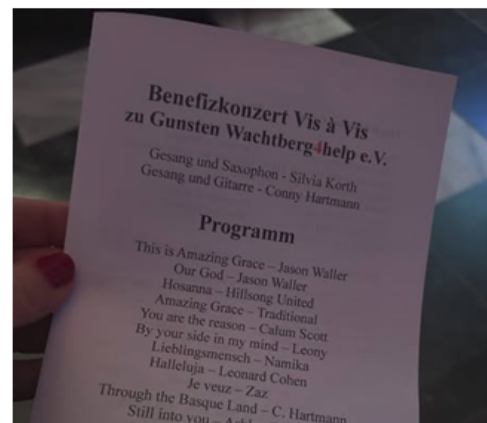 Benefizkonzert Vis à Vis
zu Gunsten Wachtberg4help e.V.
Gesang und Saxophon - Silvia Korth
Gesang und Gitarre - Conny Hartmann
Programm
This is Amazing Grace – Jason Waller
Our God – Jason Waller
Hosanna – Hillsong United
Amazing Grace – Traditional
You are the reason – Calum Scott
By your side in my mind – Leony
Lieblingsmensch – Namika
Halleluja – Leonard Cohen
Je veuz – Zaz
Through the Basque Land – C. Hartmann
Still into you –